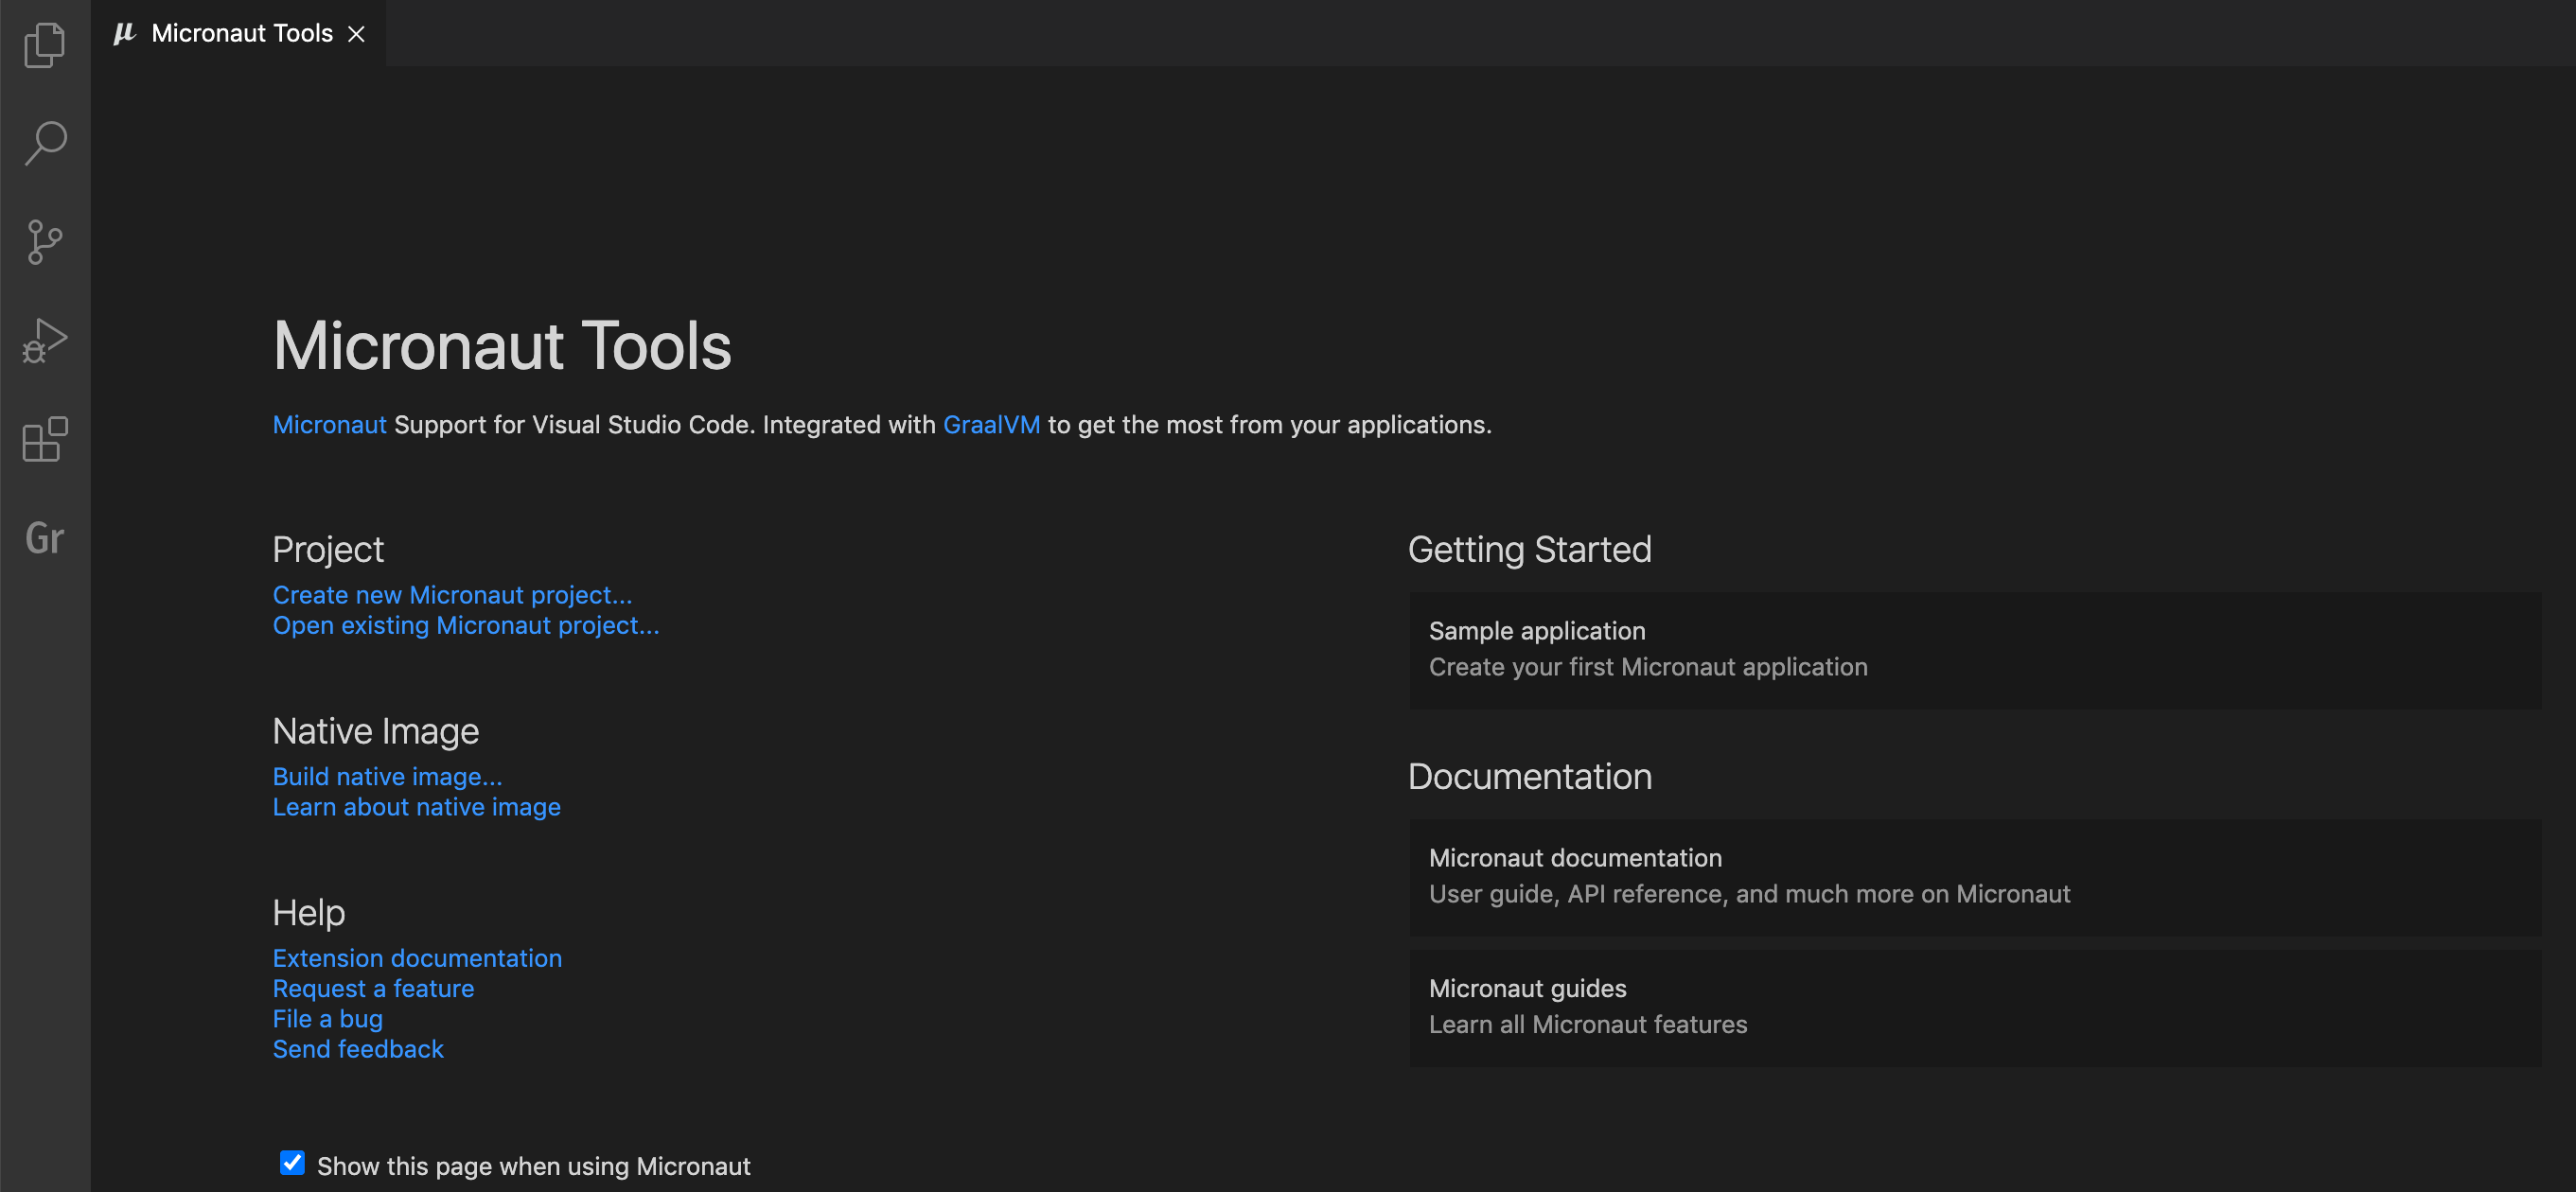 µ Micronaut Tools
Gr
Micronaut Tools
Micronaut Support for Visual Studio Code. Integrated with GraalVM to get the most from your applications.
Project
Create new Micronaut project...
Open existing Micronaut project...
Native Image
Build native image...
Learn about native image
Help
Extension documentation
Request a feature
File a bug
Send feedback
Show this page when using Micronaut
Getting Started
Sample application
Create your first Micronaut application
Documentation
Micronaut documentation
User guide, API reference, and much more on Micronaut
Micronaut guides
Learn all Micronaut features